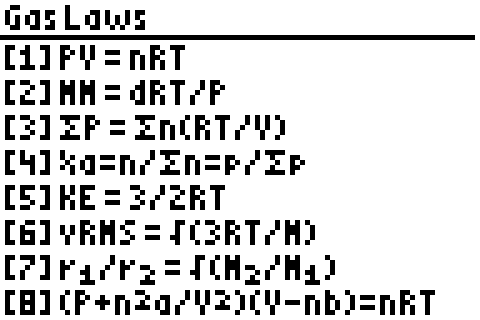 Gas Laws
[1] PV = nRT
[2] MM = dRT/P
[3] ΣP = Σn(RT/V)
[4] Xa=n/Σn=p/Σp
[5] KE = 3/2RT
[6] vRMS = √(3RT/M)
[7] r₁/r₂ = √(M₂/M₁)
[8] (P+n²a/V²)(V-nb)=nRT